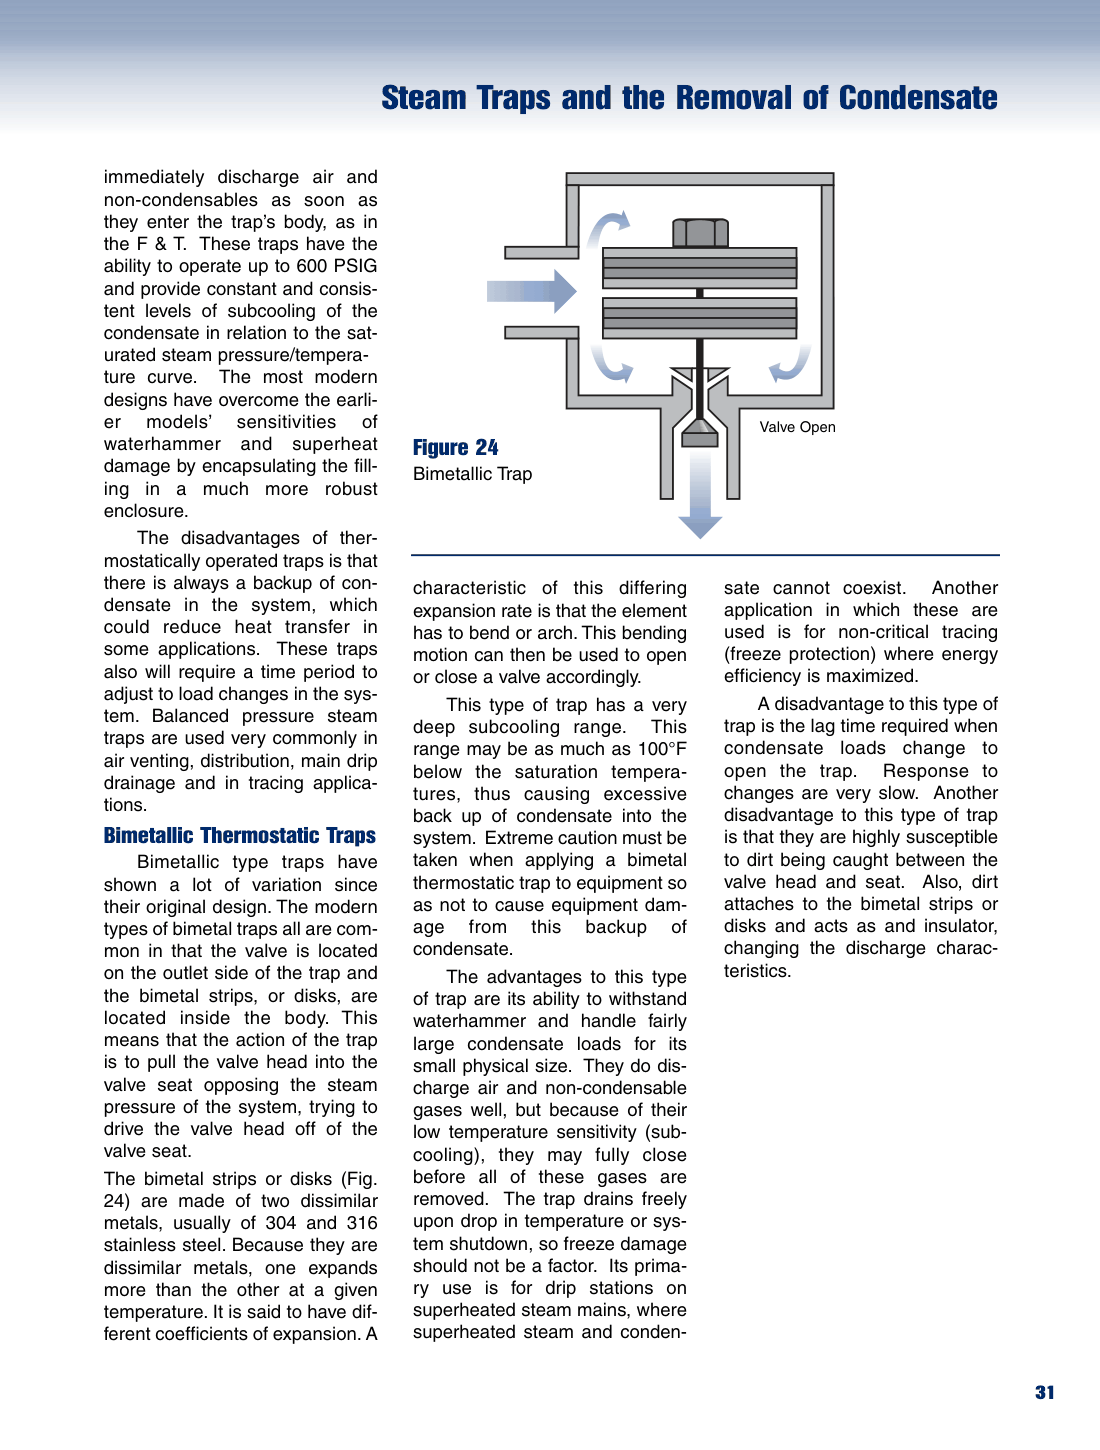 Steam Traps and the Removal of Condensate
immediately discharge air and
non-condensables as soon as
they enter the trap’s body, as in
the F & T. These traps have the
ability to operate up to 600 PSIG
and provide constant and consis-
tent levels of subcooling of the
condensate in relation to the sat-
urated steam pressure/tempera-
ture curve. The most modern
designs have overcome the earli-
er models’ sensitivities of
waterhammer and superheat
damage by encapsulating the fill-
ing in a much more robust
enclosure.
The disadvantages of ther-
mostatically operated traps is that
there is always a backup of con-
densate in the system, which
could reduce heat transfer in
some applications. These traps
also will require a time period to
adjust to load changes in the sys-
tem. Balanced pressure steam
traps are used very commonly in
air venting, distribution, main drip
drainage and in tracing applica-
tions.
Bimetallic Thermostatic Traps
Bimetallic type traps have
shown a lot of variation since
their original design. The modern
types of bimetal traps all are com-
mon in that the valve is located
on the outlet side of the trap and
the bimetal strips, or disks, are
located inside the body. This
means that the action of the trap
is to pull the valve head into the
valve seat opposing the steam
pressure of the system, trying to
drive the valve head off of the
valve seat.
The bimetal strips or disks (Fig.
24) are made of two dissimilar
metals, usually of 304 and 316
stainless steel. Because they are
dissimilar metals, one expands
more than the other at a given
temperature. It is said to have dif-
ferent coefficients of expansion. A
Valve Open
Figure 24
Bimetallic Trap
characteristic of this differing
expansion rate is that the element
has to bend or arch. This bending
motion can then be used to open
or close a valve accordingly.
This type of trap has a very
deep subcooling range. This
range may be as much as 100°F
below the saturation tempera-
tures, thus causing excessive
back up of condensate into the
system. Extreme caution must be
taken when applying a bimetal
thermostatic trap to equipment so
as not to cause equipment dam-
age from this backup of
condensate.
The advantages to this type
of trap are its ability to withstand
waterhammer and handle fairly
large condensate loads for its
small physical size. They do dis-
charge air and non-condensable
gases well, but because of their
low temperature sensitivity (sub-
cooling), they may fully close
before all of these gases are
removed. The trap drains freely
upon drop in temperature or sys-
tem shutdown, so freeze damage
should not be a factor. Its prima-
ry use is for drip stations on
superheated steam mains, where
superheated steam and conden-
sate cannot coexist. Another
application in which these are
used is for non-critical tracing
(freeze protection) where energy
efficiency is maximized.
A disadvantage to this type of
trap is the lag time required when
condensate loads change to
open the trap. Response to
changes are very slow. Another
disadvantage to this type of trap
is that they are highly susceptible
to dirt being caught between the
valve head and seat. Also, dirt
attaches to the bimetal strips or
disks and acts as and insulator,
changing the discharge charac-
teristics.
31